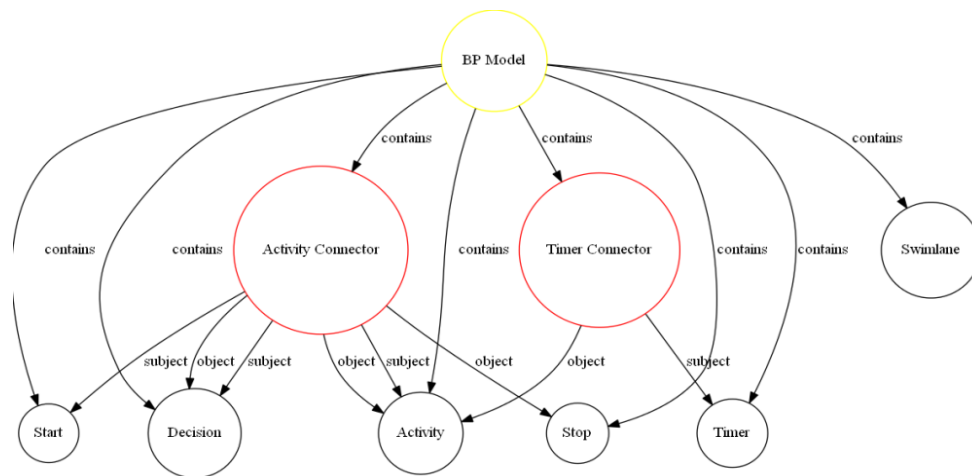 BP Model
contains
contains
contains
Activity Connector
Timer Connector
Swimlane
contains
contains
contains
contains
contains
subject
object
subject
object
subject
object
object
subject
Start
Decision
Activity
Stop
Timer